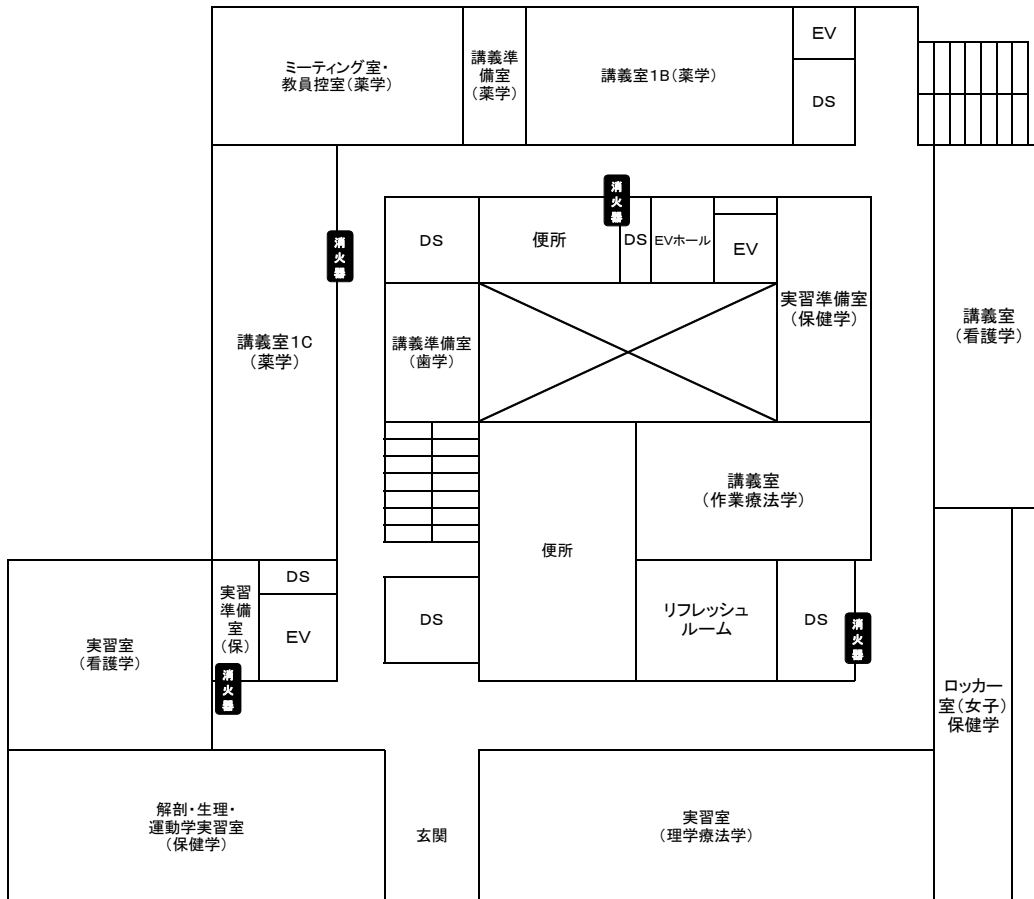 ミーティング室・
教員控室(薬学)
講義準
備室
(薬学)
講義室1B(薬学)
EV
DS
消火器
DS
便所
DS
EVホール
EV
消火器
実習準備室
(保健学)
講義室1C
(薬学)
講義準備室
(歯学)
講義室
(看護学)
講義室
(作業療法学)
便所
DS
実習
準備
室
(保)
EV
DS
リフレッシュ
ルーム
DS
消火器
実習室
(看護学)
消火器
ロッカー
室(女子)
保健学
解剖・生理・
運動学実習室
(保健学)
玄関
実習室
(理学療法学)